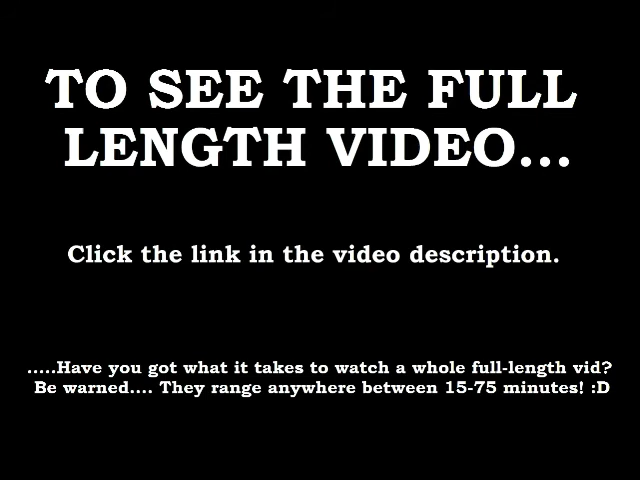 TO SEE THE FULL
LENGTH VIDEO...
Click the link in the video description.
.....Have you got what it takes to watch a whole full-length vid?
Be warned.... They range anywhere between 15-75 minutes! :D